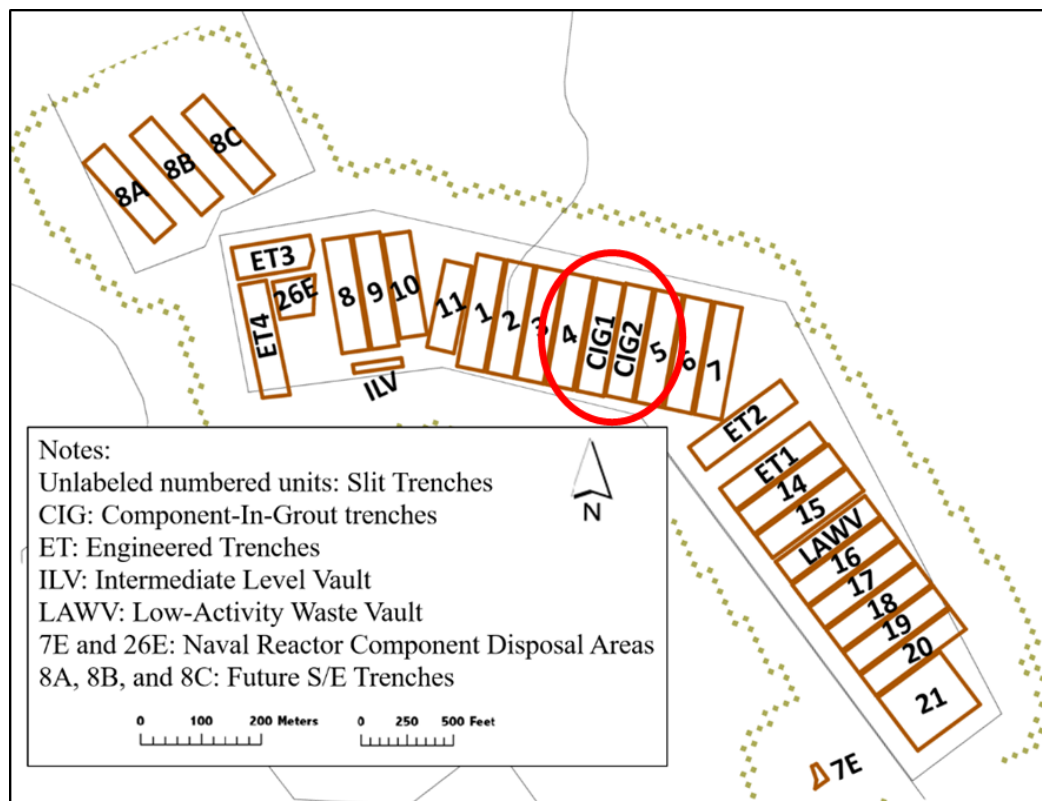 8A
8B
8C
ET3
26E
ET4
8
9
10
ILV
11
1
2
3
4
CIG1
CIG2
5
6
7
ET2
ET1
14
15
LAWV
16
17
18
19
20
21
7E
Notes:
Unlabeled numbered units: Slit Trenches
CIG: Component-In-Grout trenches
ET: Engineered Trenches
ILV: Intermediate Level Vault
LAWV: Low-Activity Waste Vault
7E and 26E: Naval Reactor Component Disposal Areas
8A, 8B, and 8C: Future S/E Trenches
N
0 100 200 Meters
0 250 500 Feet